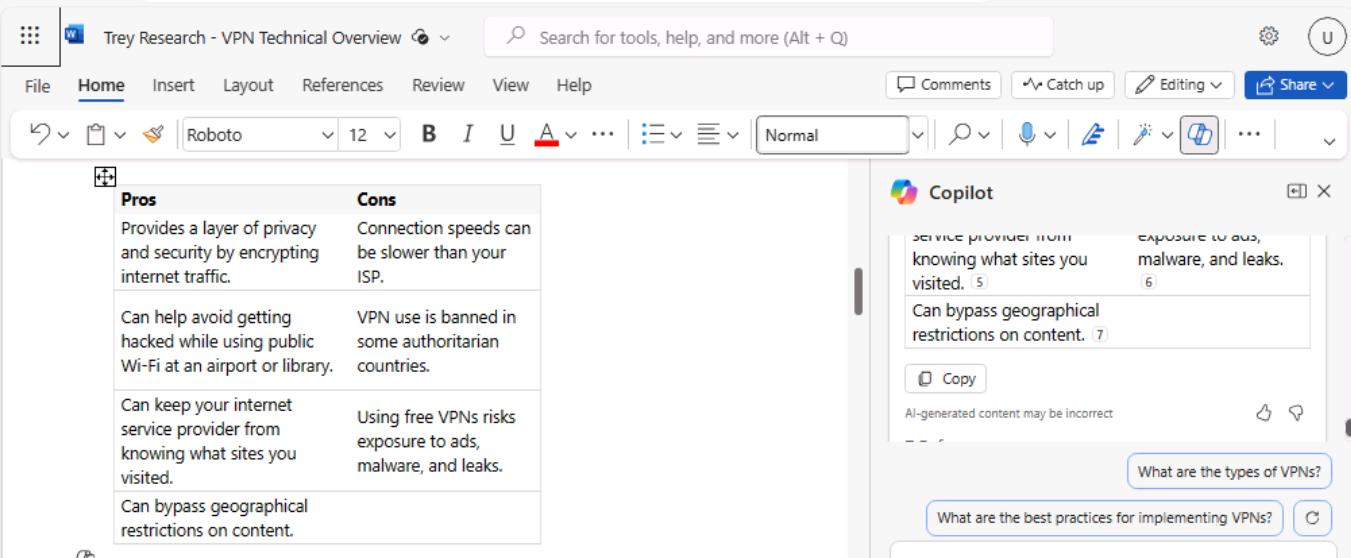 Trey Research - VPN Technical Overview
Search for tools, help, and more (Alt + Q)
U
File Home Insert Layout References Review View Help
Comments Catch up Editing Share
Roboto 12 B I U A Normal
Pros Cons
Provides a layer of privacy
and security by encrypting
internet traffic.
Connection speeds can
be slower than your
ISP.
Can help avoid getting
hacked while using public
Wi-Fi at an airport or library.
VPN use is banned in
some authoritarian
countries.
Can keep your internet
service provider from
knowing what sites you
visited.
Using free VPNs risks
exposure to ads,
malware, and leaks.
Can bypass geographical
restrictions on content.
Copilot
service provider from
knowing what sites you
visited. 5
exposure to ads,
malware, and leaks.
6
Can bypass geographical
restrictions on content. 7
Copy
AI-generated content may be incorrect
What are the types of VPNs?
What are the best practices for implementing VPNs?